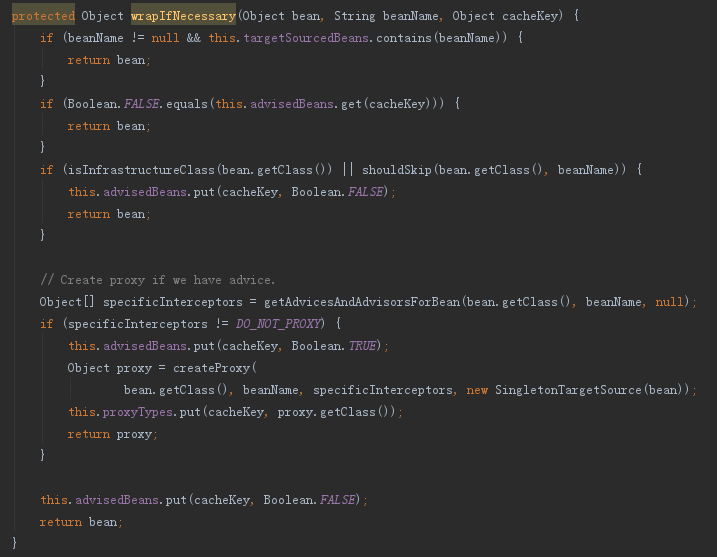 protected Object wrapIfNecessary(Object bean, String beanName, Object cacheKey) {
    if (beanName != null && this.targetSourcedBeans.contains(beanName)) {
        return bean;
    }
    if (Boolean.FALSE.equals(this.advisedBeans.get(cacheKey))) {
        return bean;
    }
    if (isInfrastructureClass(bean.getClass()) || shouldSkip(bean.getClass(), beanName)) {
        this.advisedBeans.put(cacheKey, Boolean.FALSE);
        return bean;
    }

    // Create proxy if we have advice.
    Object[] specificInterceptors = getAdvicesAndAdvisorsForBean(bean.getClass(), beanName, null);
    if (specificInterceptors != DO_NOT_PROXY) {
        this.advisedBeans.put(cacheKey, Boolean.TRUE);
        Object proxy = createProxy(
                bean.getClass(), beanName, specificInterceptors, new SingletonTargetSource(bean));
        this.proxyTypes.put(cacheKey, proxy.getClass());
        return proxy;
    }

    this.advisedBeans.put(cacheKey, Boolean.FALSE);
    return bean;
}